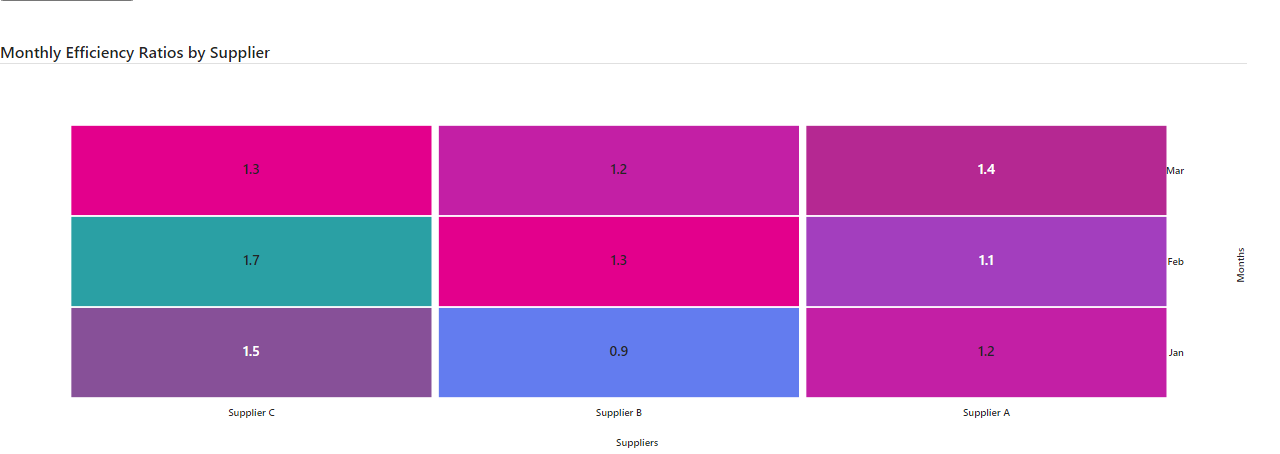 Monthly Efficiency Ratios by Supplier
1.3 1.2 1.4 Mar
1.7 1.3 1.1 Feb
Months
1.5 0.9 1.2 Jan
Supplier C Supplier B Supplier A
Suppliers